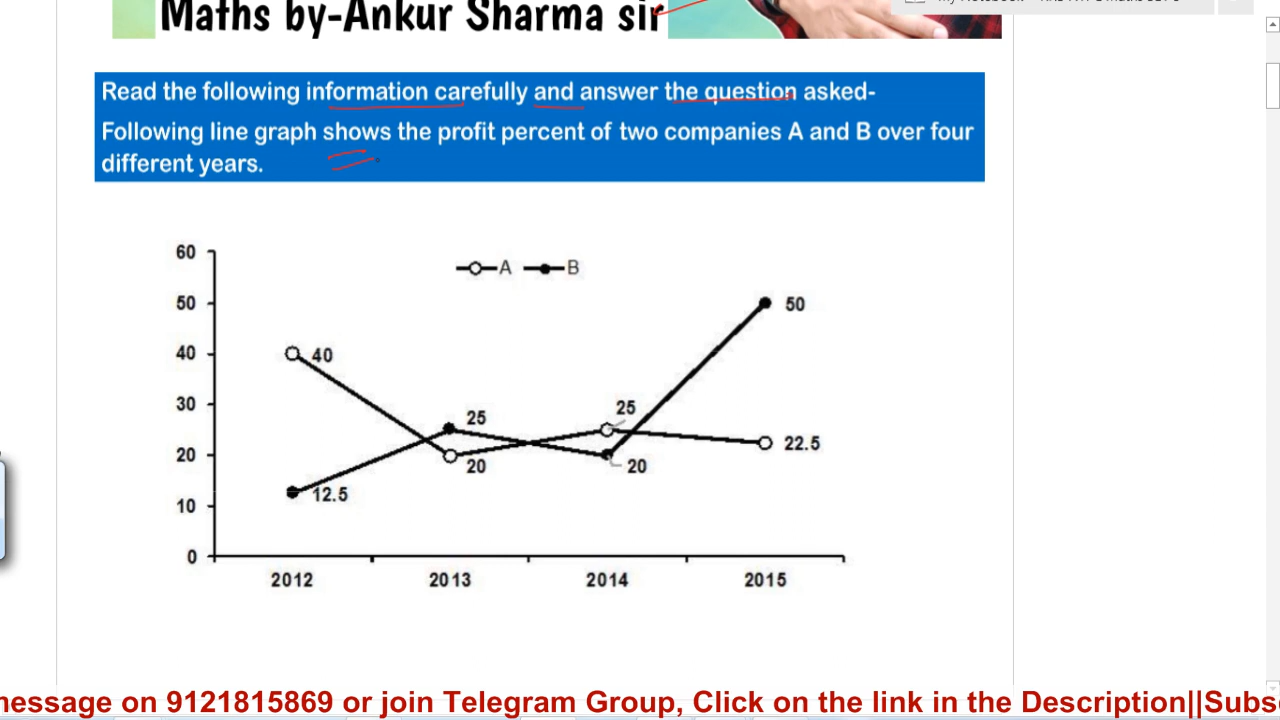 Maths by-Ankur Sharma sir
Read the following information carefully and answer the question asked-
Following line graph shows the profit percent of two companies A and B over four
different years.
60
A B
50
50
40
40
30
25
25
22.5
20
20
20
12.5
10
0
2012 2013 2014 2015
message on 9121815869 or join Telegram Group, Click on the link in the Description||Subs